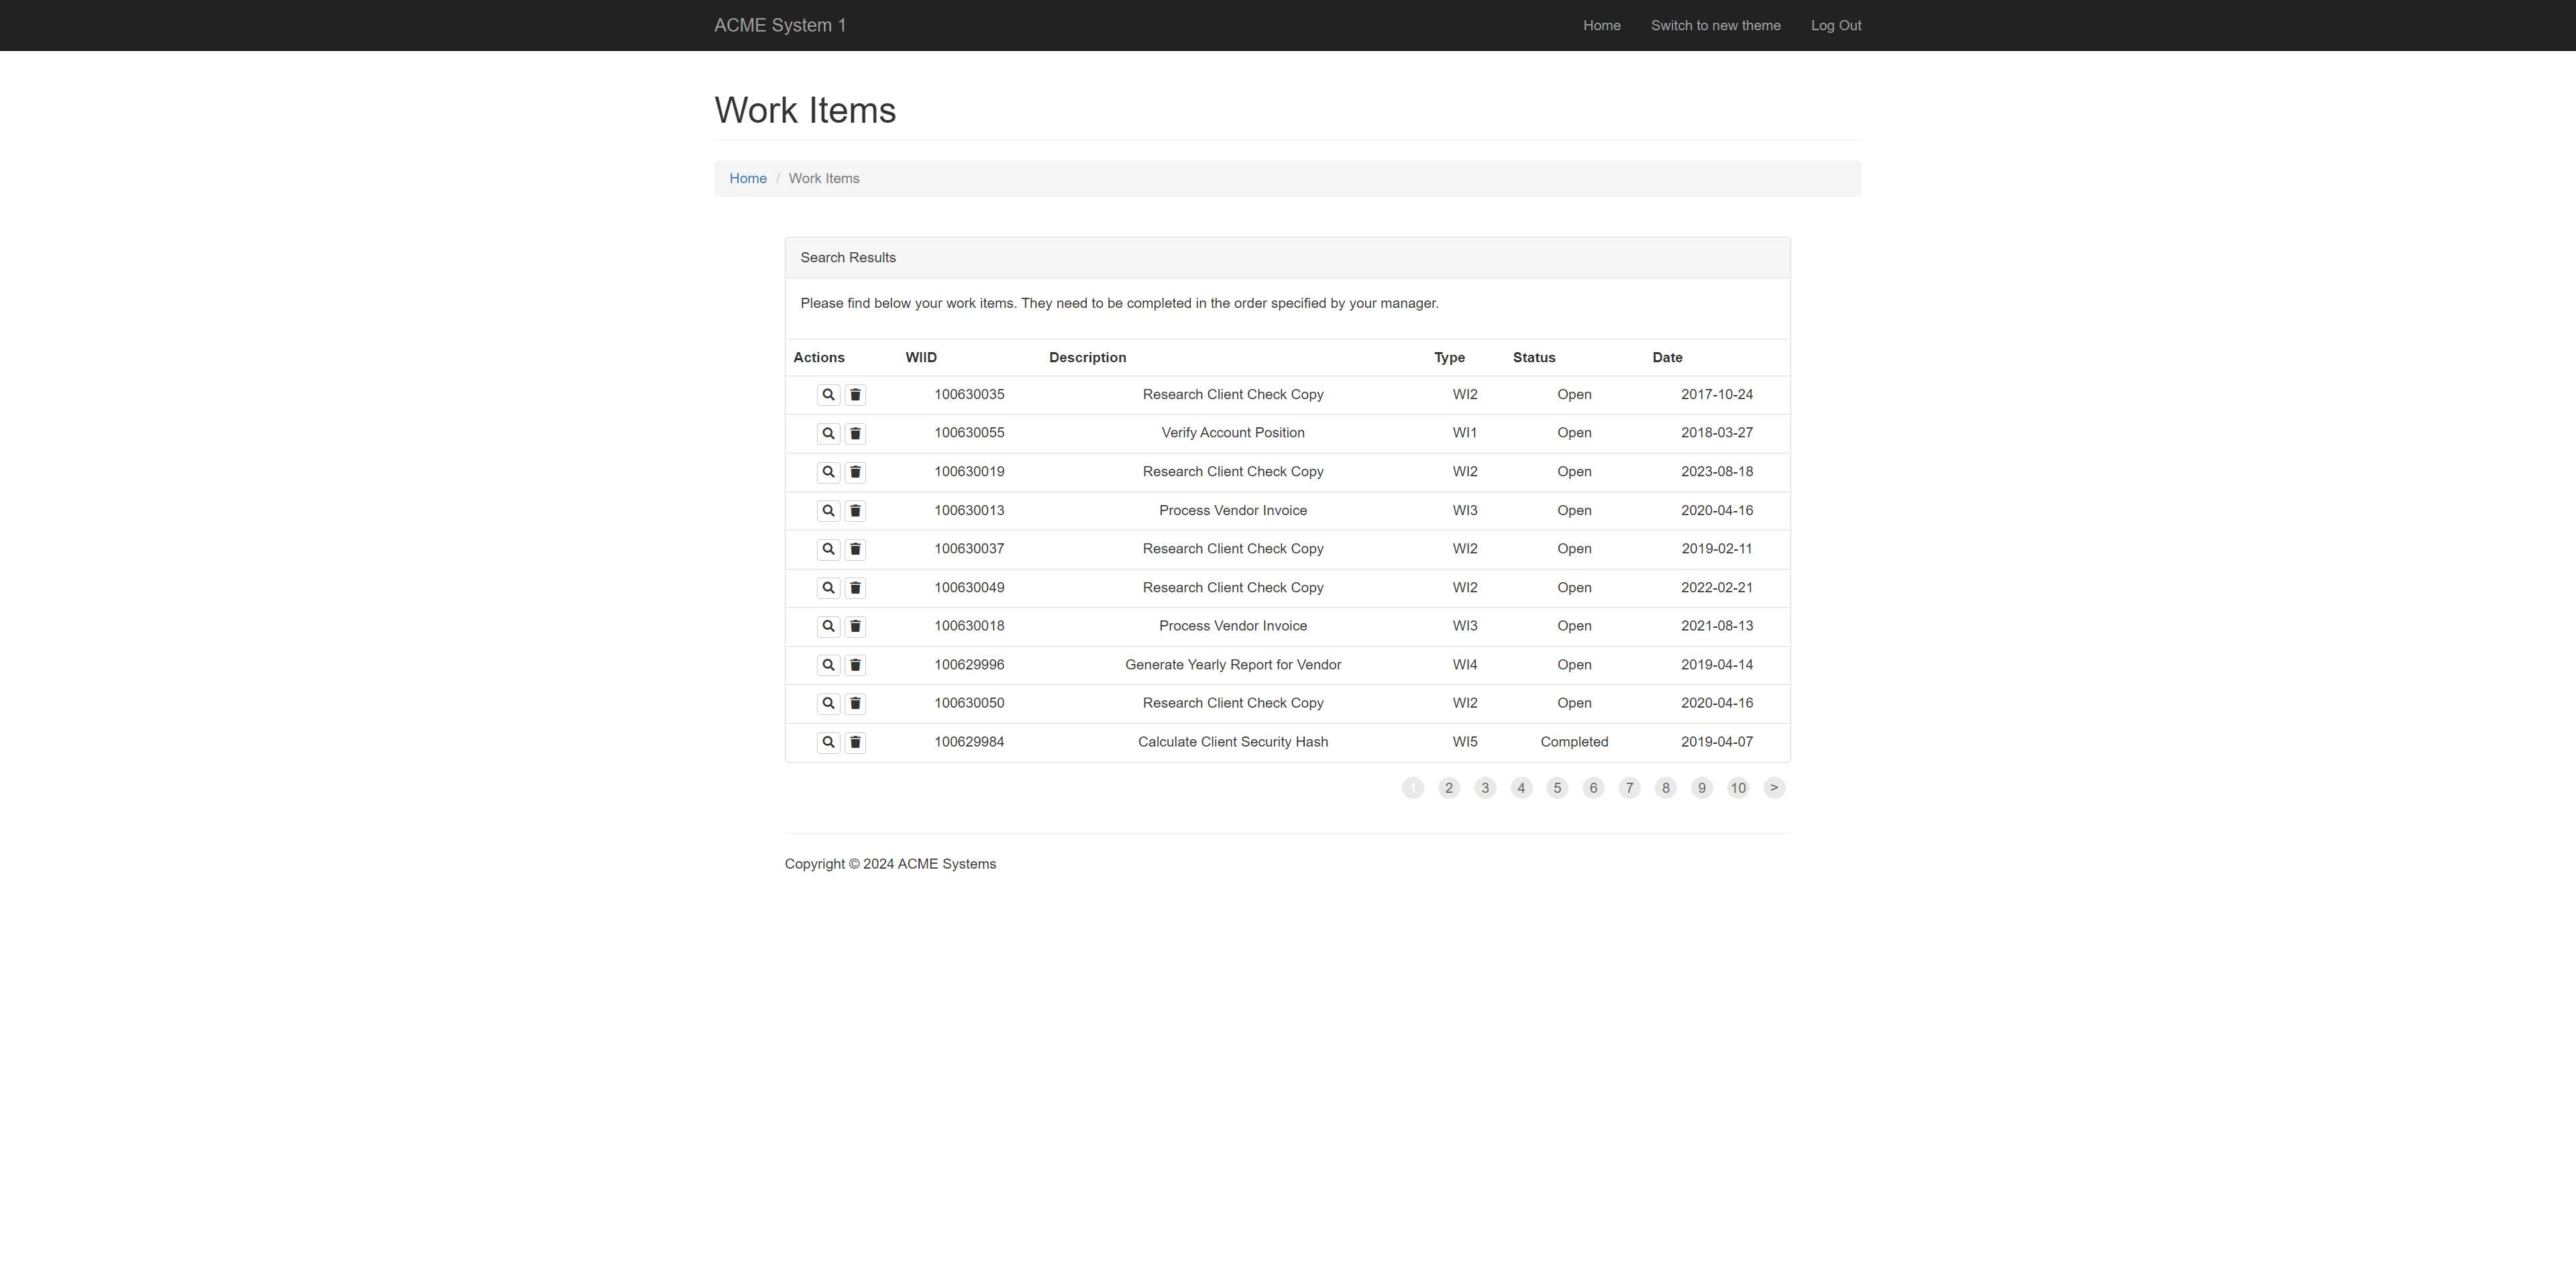 ACME System 1 Home Switch to new theme Log Out
Work Items
Home / Work Items
Search Results
Please find below your work items. They need to be completed in the order specified by your manager.
Actions WIID Description Type Status Date
100630035 Research Client Check Copy WI2 Open 2017-10-24
100630055 Verify Account Position WI1 Open 2018-03-27
100630019 Research Client Check Copy WI2 Open 2023-08-18
100630013 Process Vendor Invoice WI3 Open 2020-04-16
100630037 Research Client Check Copy WI2 Open 2019-02-11
100630049 Research Client Check Copy WI2 Open 2022-02-21
100630018 Process Vendor Invoice WI3 Open 2021-08-13
100629996 Generate Yearly Report for Vendor WI4 Open 2019-04-14
100630050 Research Client Check Copy WI2 Open 2020-04-16
100629984 Calculate Client Security Hash WI5 Completed 2019-04-07
1 2 3 4 5 6 7 8 9 10 >
Copyright © 2024 ACME Systems